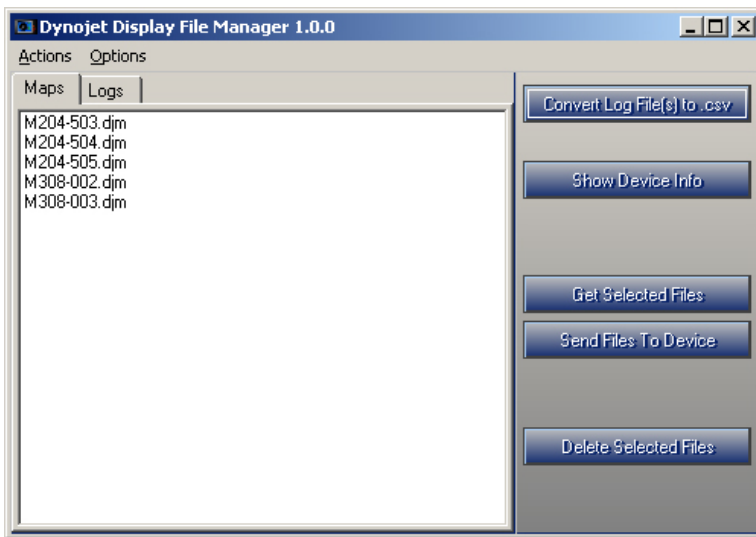 Dynojet Display File Manager 1.0.0
Actions Options
Maps Logs
M204-503.djm
M204-504.djm
M204-505.djm
M308-002.djm
M308-003.djm
Convert Log File(s) to .csv
Show Device Info
Get Selected Files
Send Files To Device
Delete Selected Files